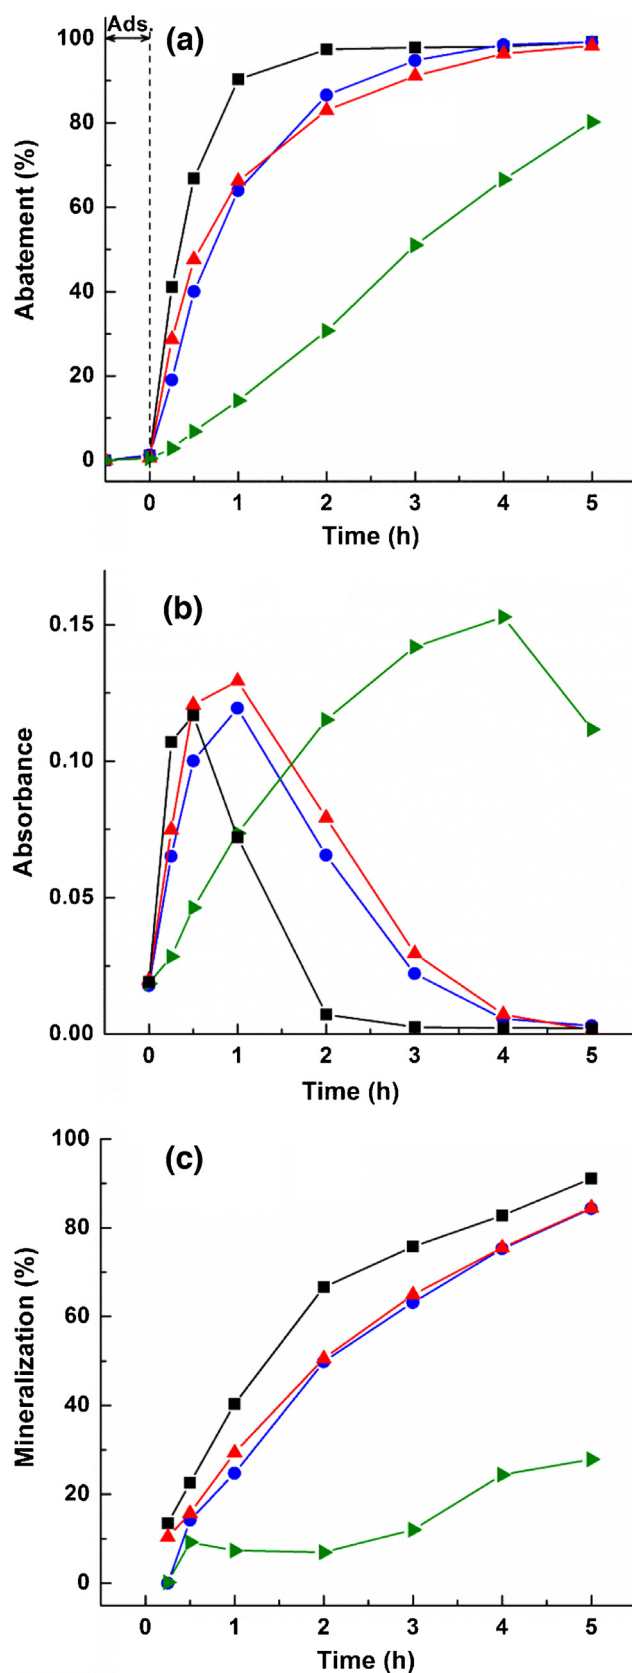 Ads.
(a)
100
80
60
40
20
0
Abatement (%)
0 1 2 3 4 5
Time (h)
(b)
0.15
0.10
0.05
0.00
Absorbance
0 1 2 3 4 5
Time (h)
(c)
100
80
60
40
20
0
Mineralization (%)
0 1 2 3 4 5
Time (h)